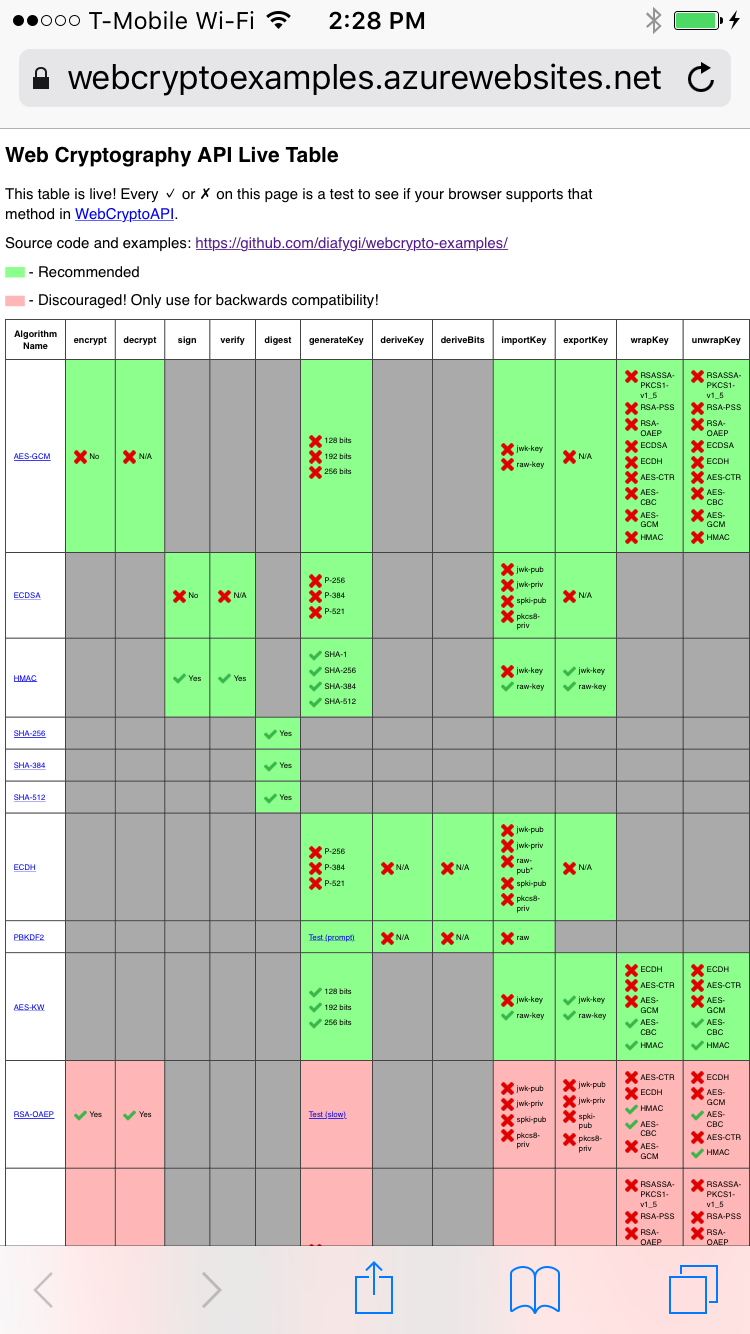 T-Mobile Wi-Fi 2:28 PM
webcryptoexamples.azurewebsites.net
Web Cryptography API Live Table
This table is live! Every ✓ or ✗ on this page is a test to see if your browser supports that
method in WebCryptoAPI.
Source code and examples: https://github.com/diafygi/webcrypto-examples/
- Recommended
- Discouraged! Only use for backwards compatibility!
Algorithm
Name
encrypt
decrypt
sign
verify
digest
generateKey
deriveKey
deriveBits
importKey
exportKey
wrapKey
unwrapKey
AES-GCM
No
N/A
128 bits
192 bits
256 bits
jwk-key
raw-key
N/A
RSASSA-
PKCS1-
v1_5
RSA-PSS
RSA-
OAEP
ECDSA
ECDH
AES-CTR
AES-
CBC
AES-
GCM
HMAC
RSASSA-
PKCS1-
v1_5
RSA-PSS
RSA-
OAEP
ECDSA
ECDH
AES-CTR
AES-
CBC
AES-
GCM
HMAC
ECDSA
No
N/A
P-256
P-384
P-521
jwk-pub
jwk-priv
spki-pub
pkcs8-
priv
N/A
HMAC
Yes
Yes
SHA-1
SHA-256
SHA-384
SHA-512
jwk-key
raw-key
jwk-key
raw-key
SHA-256
Yes
SHA-384
Yes
SHA-512
Yes
ECDH
P-256
P-384
P-521
N/A
N/A
jwk-pub
jwk-priv
raw-
pub*
spki-pub
pkcs8-
priv
N/A
PBKDF2
Test (prompt)
N/A
N/A
raw
AES-KW
128 bits
192 bits
256 bits
jwk-key
raw-key
jwk-key
raw-key
ECDH
AES-CTR
AES-
GCM
AES-
CBC
HMAC
ECDH
AES-CTR
AES-
GCM
AES-
CBC
HMAC
RSA-OAEP
Yes
Yes
Test (slow)
jwk-pub
jwk-priv
spki-pub
pkcs8-
priv
jwk-pub
jwk-priv
spki-
pub
pkcs8-
priv
AES-CTR
ECDH
HMAC
AES-
CBC
AES-
GCM
ECDH
AES-
GCM
AES-
CBC
AES-CTR
HMAC
RSASSA-
PKCS1-
v1_5
RSA-PSS
RSA-
OAEP
RSASSA-
PKCS1-
v1_5
RSA-PSS
RSA-
OAEP